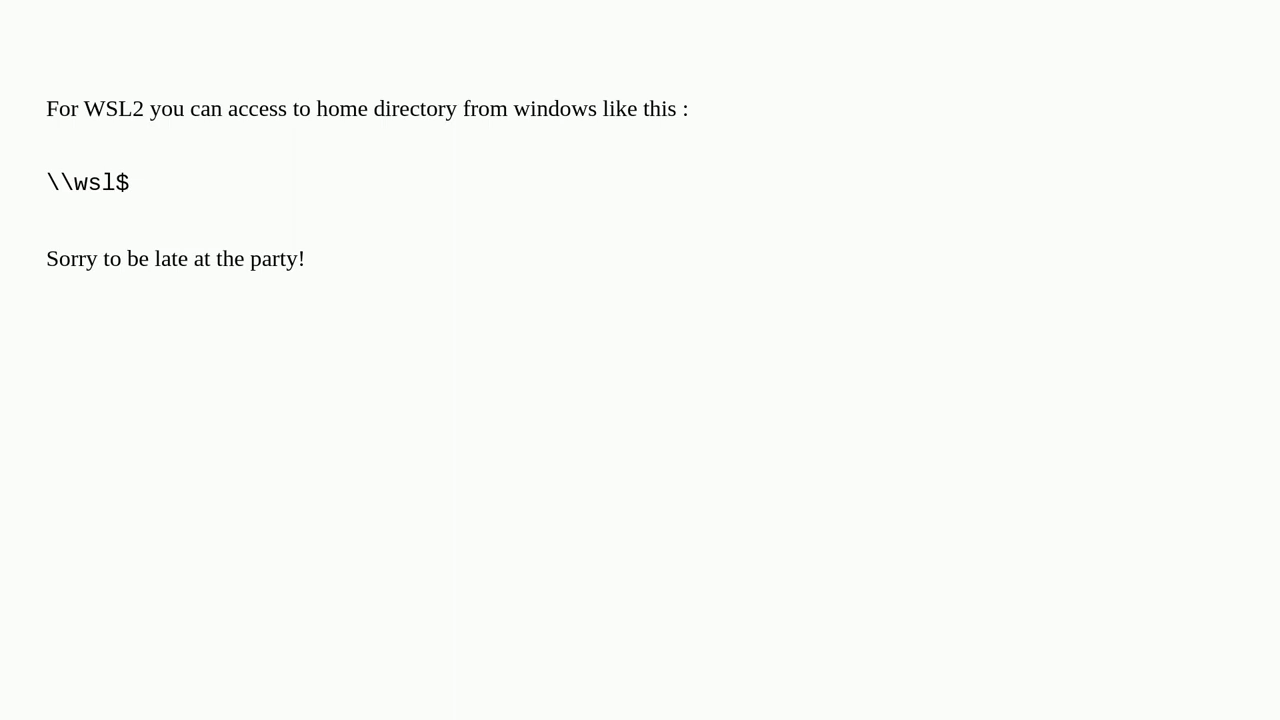 For WSL2 you can access to home directory from windows like this :
\\wsl$
Sorry to be late at the party!